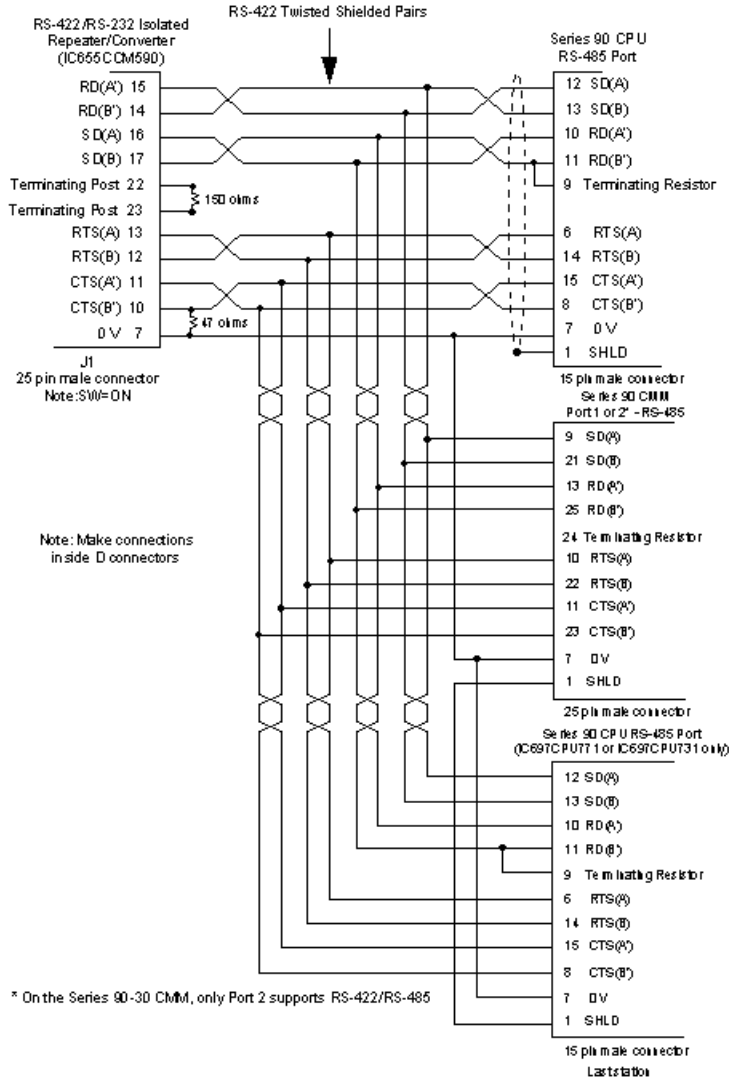 RS-422 Twisted Shielded Pairs
RS-422/RS-232 Isolated
Repeater/Converter
(IC655CCM590)
RD(A') 15
RD(B') 14
SD(A) 16
SD(B) 17
Terminating Post 22
150 ohms
Terminating Post 23
RTS(A) 13
RTS(B) 12
CTS(A') 11
CTS(B') 10
47 ohms
0V 7
J1
25 pin male connector
Note:SW=ON
Series 90 CPU
RS-485 Port
12 SD(A)
13 SD(B)
10 RD(A')
11 RD(B')
9 Terminating Resistor
6 RTS(A)
14 RTS(B)
15 CTS(A')
8 CTS(B')
7 0V
1 SHLD
15 pin male connector
Series 90 CMM
Port 1 or 2* - RS-485
9 SD(A)
21 SD(B)
13 RD(A')
25 RD(B')
24 Terminating Resistor
10 RTS(A)
22 RTS(B)
11 CTS(A')
23 CTS(B')
7 0V
1 SHLD
25 pin male connector
Note: Make connections
inside D connectors
Series 90 CPU RS-485 Port
(IC697CPU771 or IC697CPU731 only)
12 SD(A)
13 SD(B)
10 RD(A')
11 RD(B')
9 Terminating Resistor
6 RTS(A)
14 RTS(B)
15 CTS(A')
8 CTS(B')
7 0V
1 SHLD
15 pin male connector
Last station
* On the Series 90-30 CMM, only Port 2 supports RS-422/RS-485